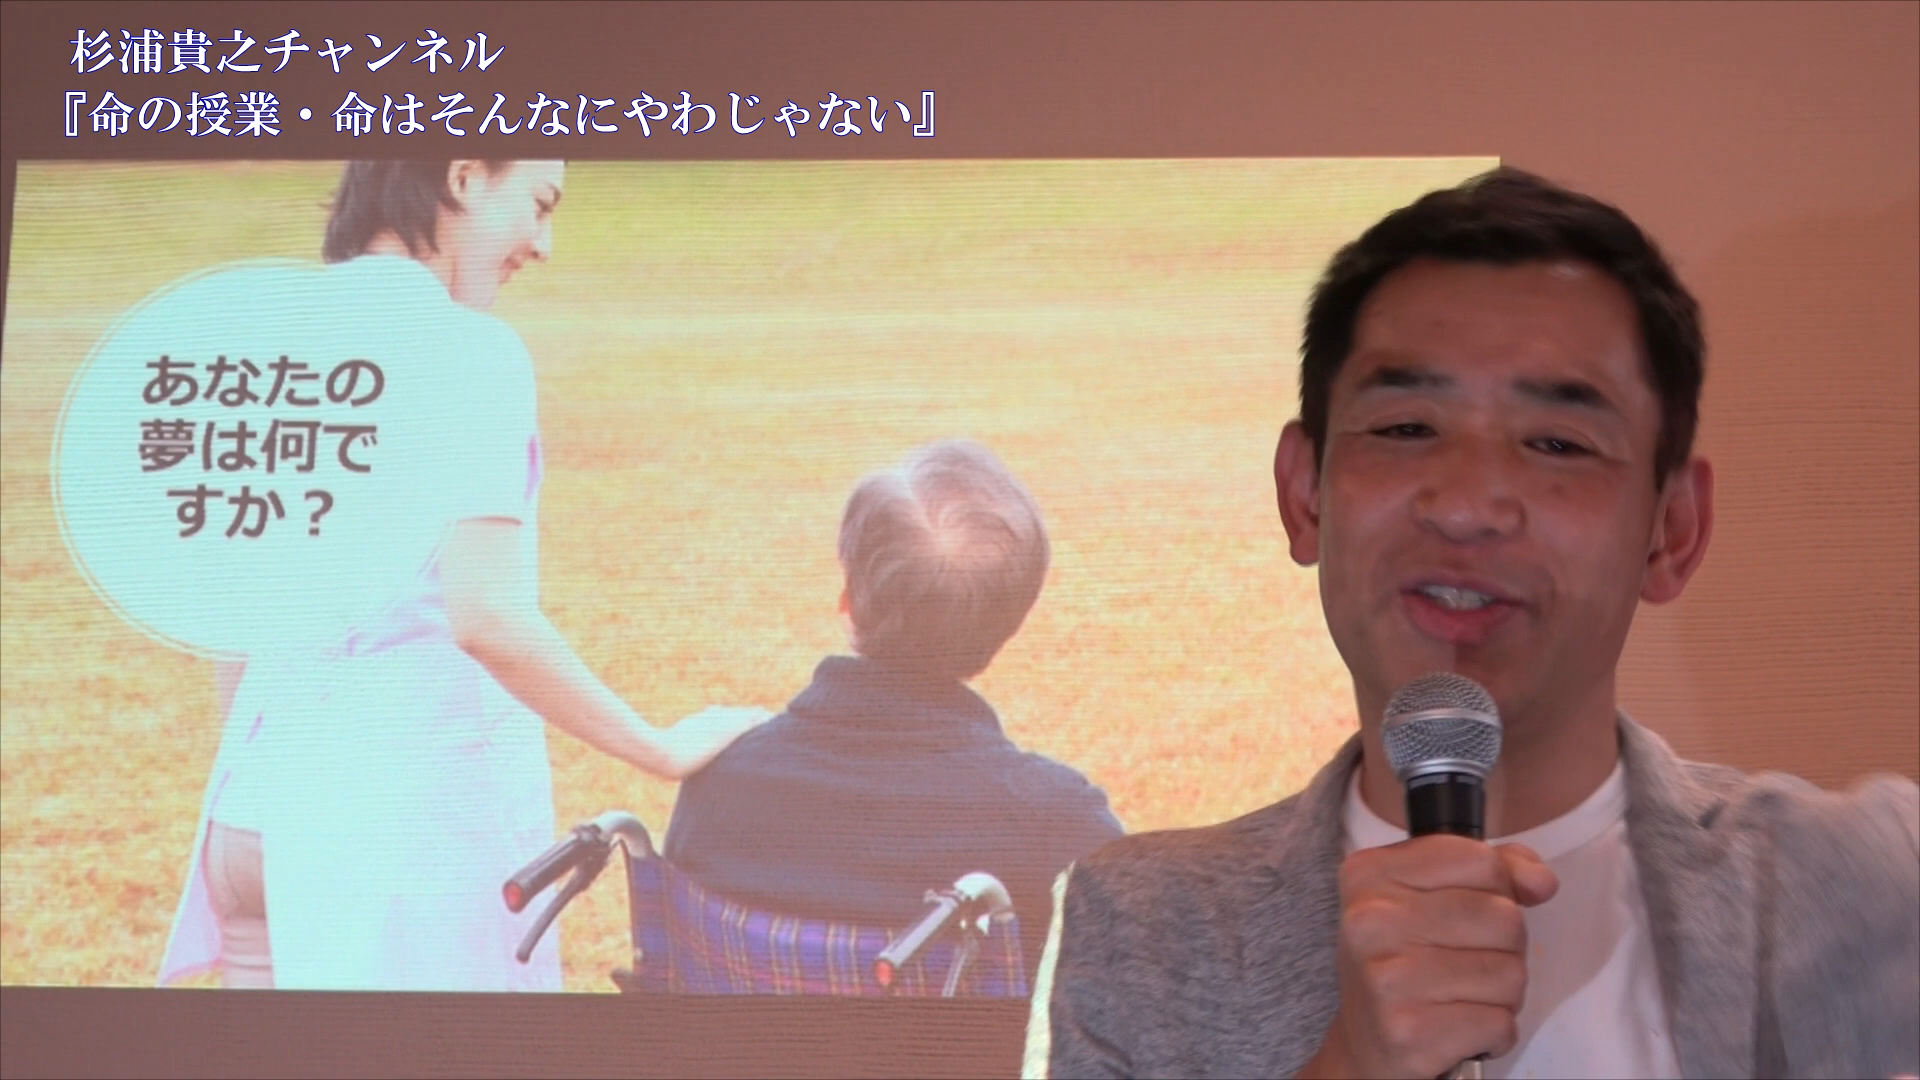 杉浦貴之チャンネル
『命の授業・命はそんなにやわじゃない』
あなたの
夢は何で
すか？